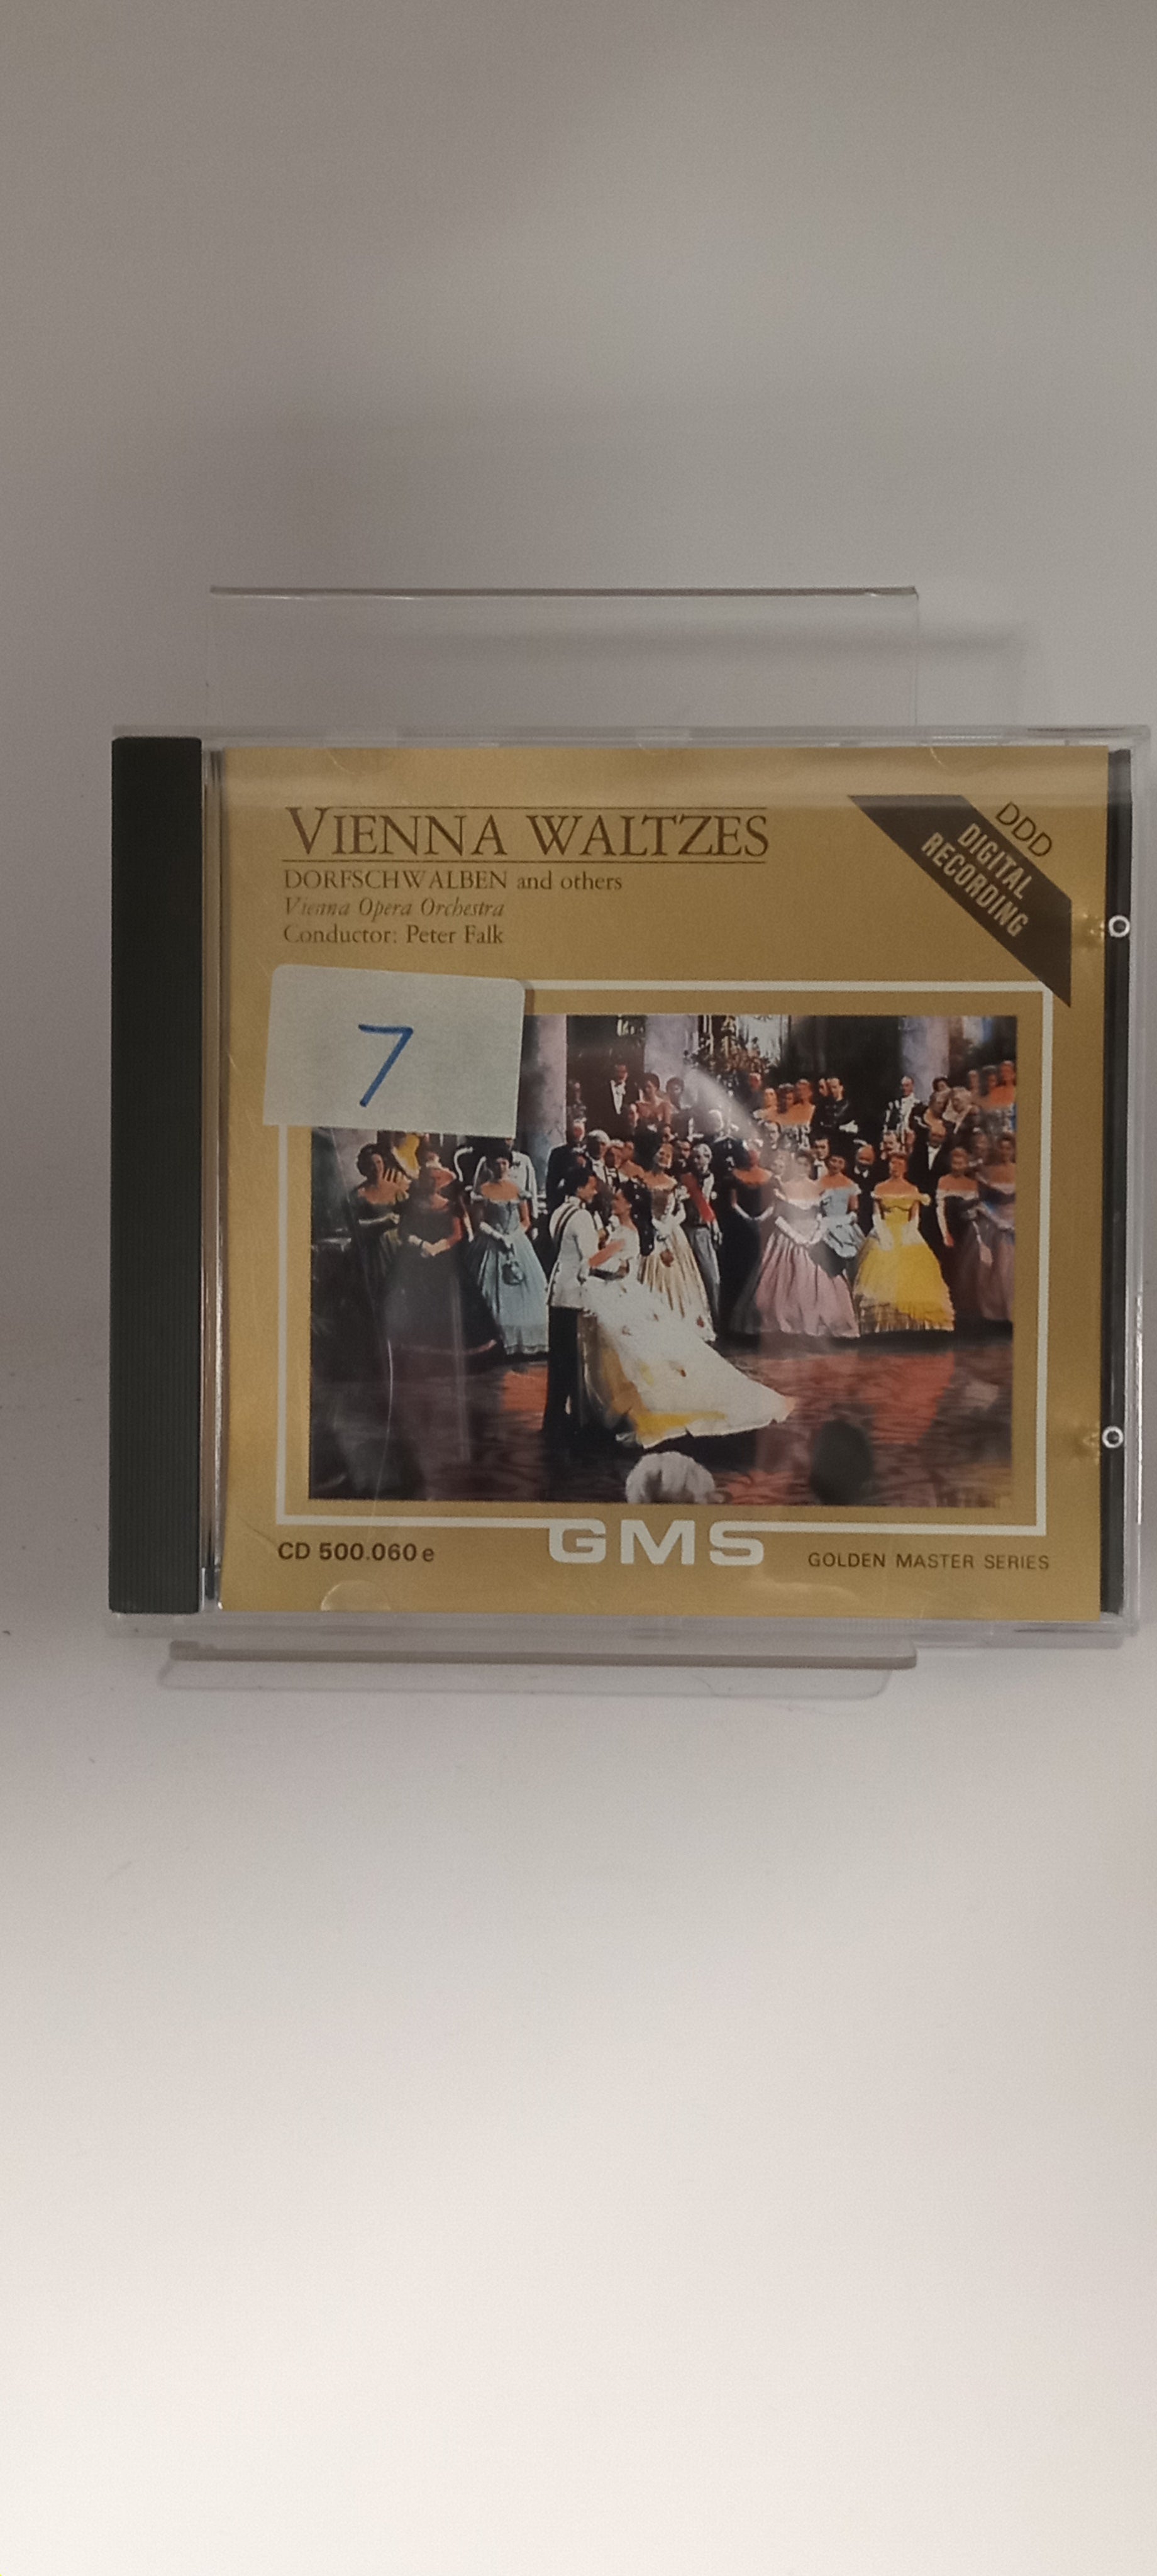 VIENNA WALTZES
DORFSCHWALBEN and others
Vienna Opera Orchestra
Conductor: Peter Falk
DDD
DIGITAL
RECORDING
7
CD 500.060 e
GMS
GOLDEN MASTER SERIES